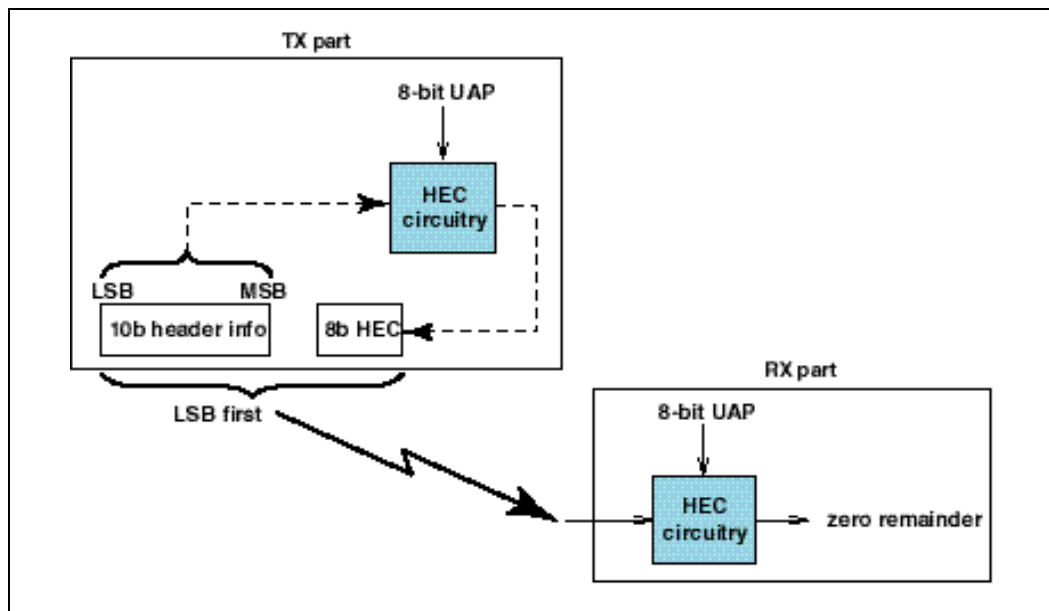 TX part
8-bit UAP
HEC
circuitry
LSB MSB
10b header info 8b HEC
LSB first
RX part
8-bit UAP
HEC
circuitry
zero remainder